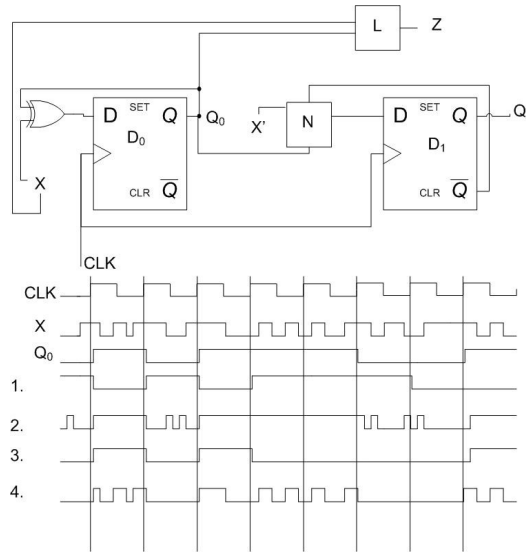 L
Z
D
SET
Q
Q0
D0
CLR
Q
X
X'
N
D
SET
Q
Q
D1
CLR
Q
CLK
CLK
X
Q0
1.
2.
3.
4.